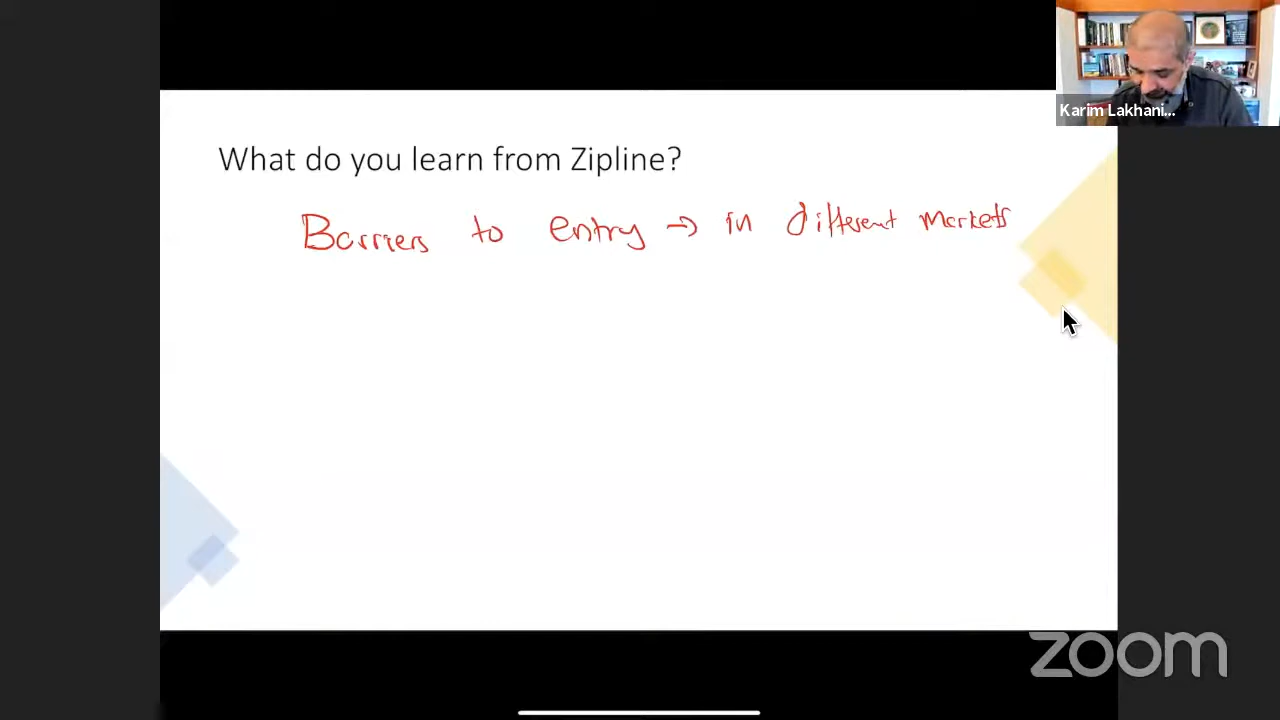 Karim Lakhani...
What do you learn from Zipline?
Barriers to entry → in different markets
zoom